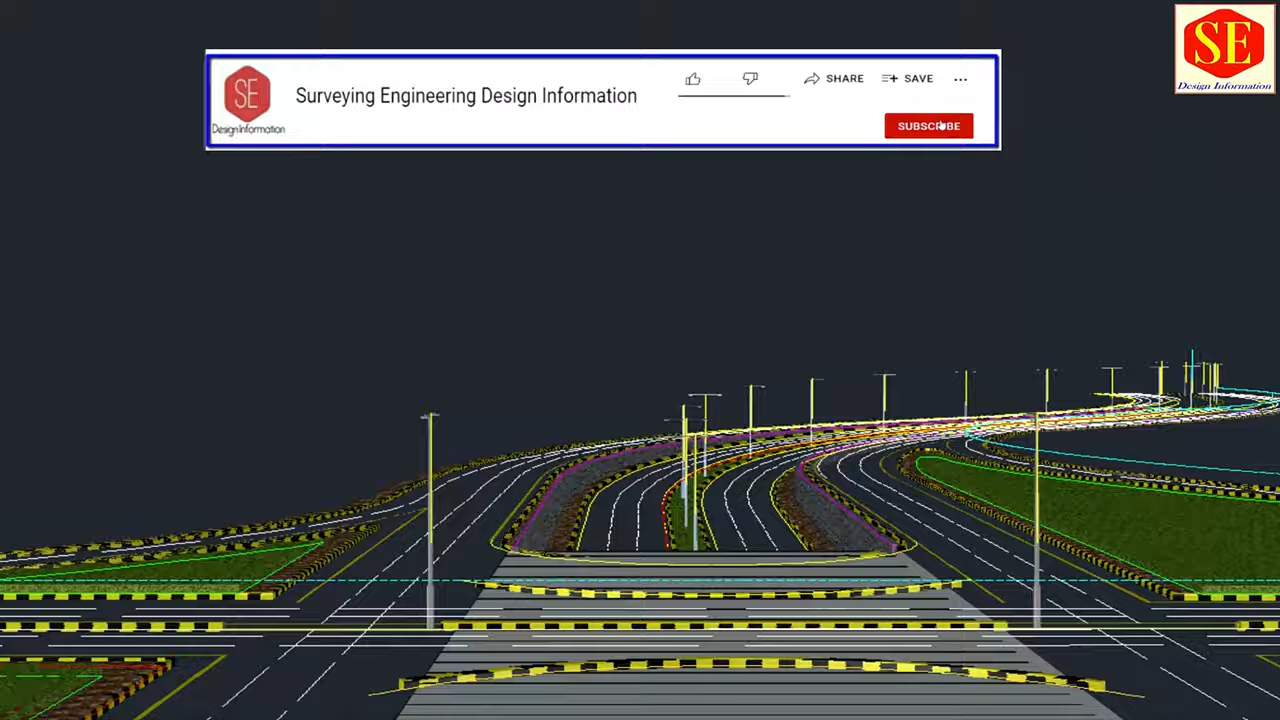 SE
Design Information
SE
Design Information
Surveying Engineering Design Information
SHARE
SAVE
SUBSCRIBE